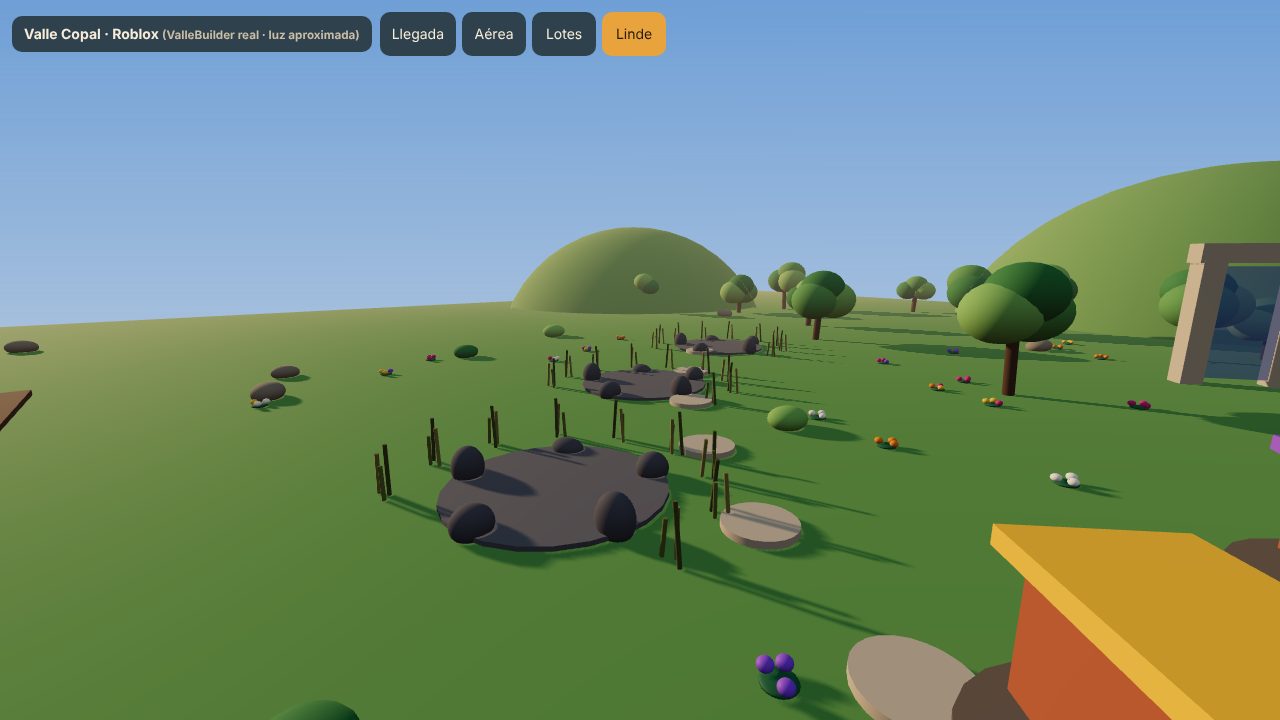 Valle Copal · Roblox (ValleBuilder real · luz aproximada)
Llegada
Aérea
Lotes
Linde